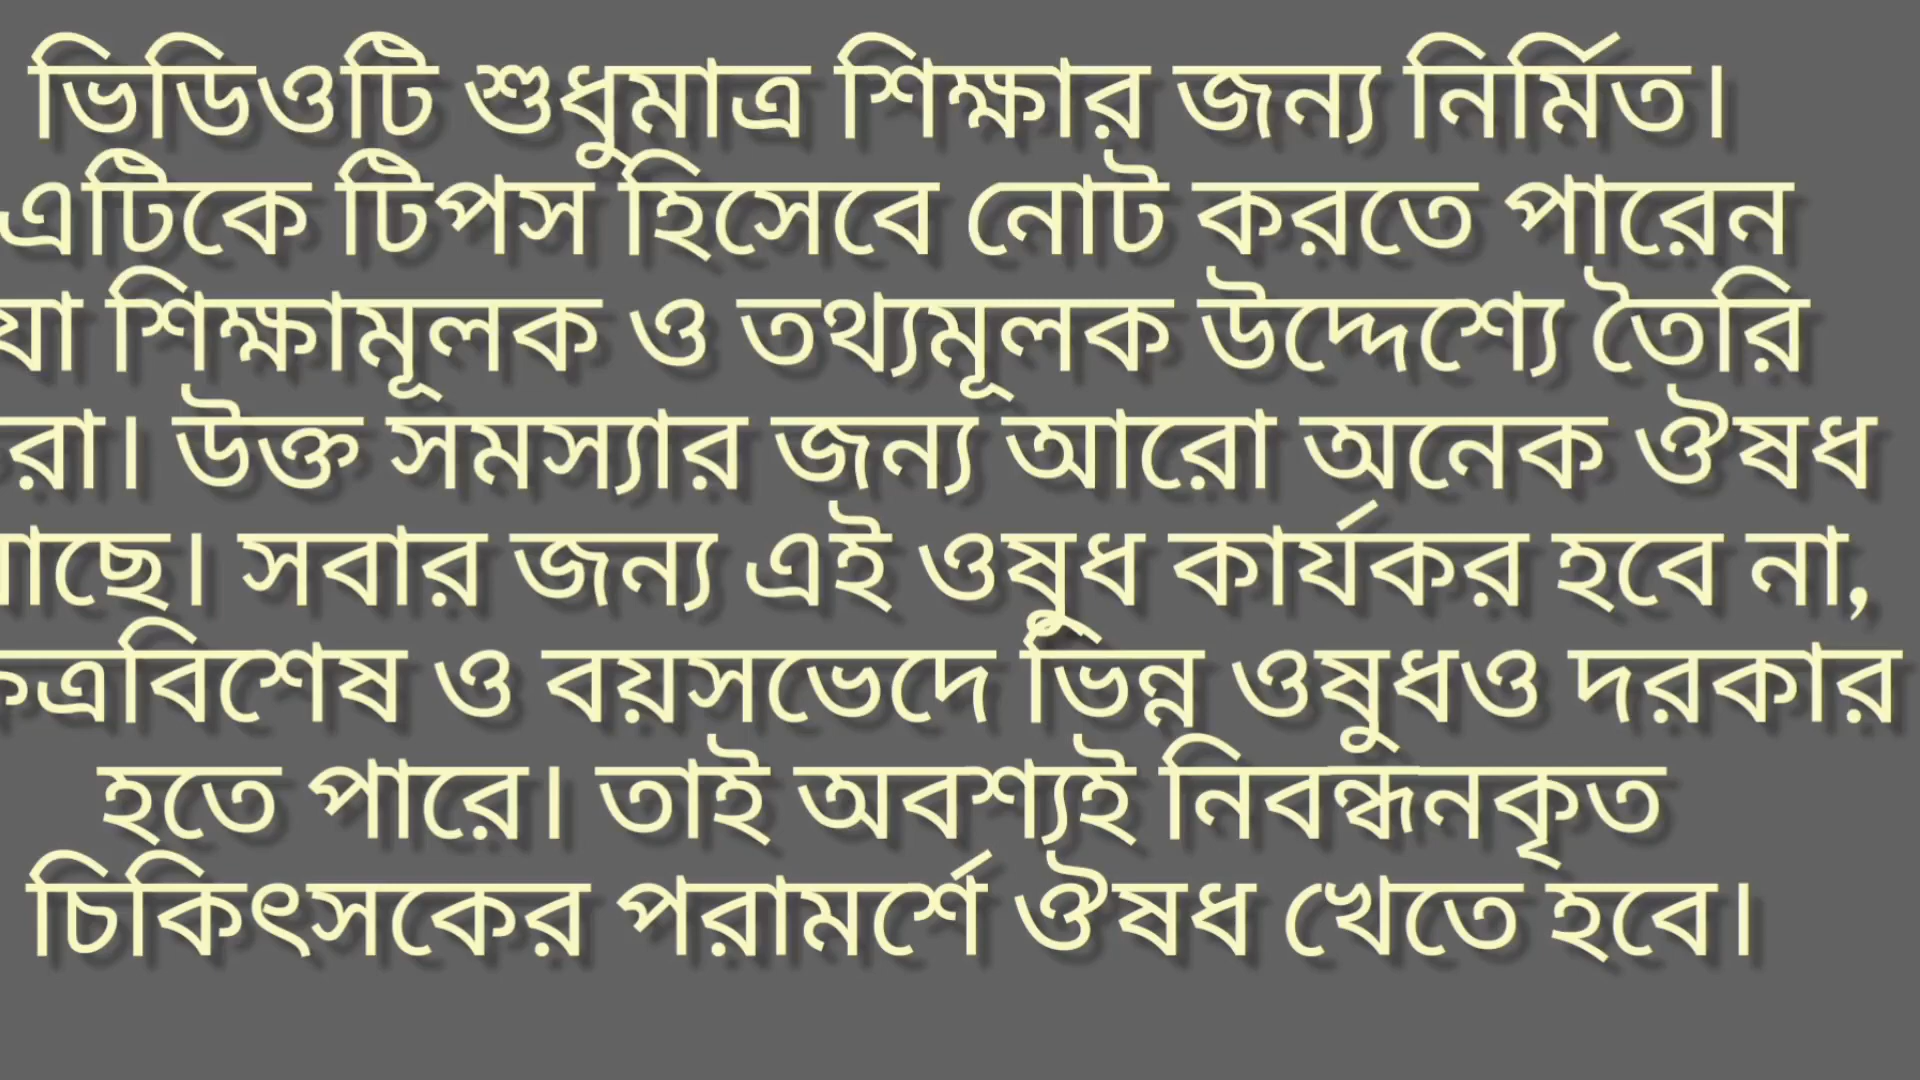 ভিডিওটি শুধুমাত্র শিক্ষার জন্য নির্মিত।
এটিকে টিপস হিসেবে নোট করতে পারেন
যা শিক্ষামূলক ও তথ্যমূলক উদ্দেশ্যে তৈরি
রা। উক্ত সমস্যার জন্য আরো অনেক ঔষধ
াছে। সবার জন্য এই ওষুধ কার্যকর হবে না,
ত্রবিশেষ ও বয়সভেদে ভিন্ন ওষুধও দরকার
হতে পারে। তাই অবশ্যই নিবন্ধনকৃত
চিকিৎসকের পরামর্শে ঔষধ খেতে হবে।